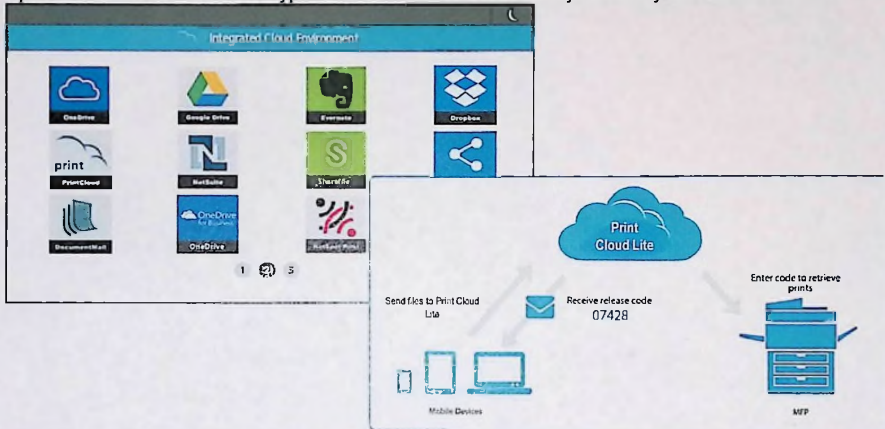 Integrated Cloud Environment
OneDrive
Google Drive
Evernote
Dropbox
print
PrintCloud
N
NetSuite
S
ShareFile
DocumentMall
OneDrive
for Business
OneDrive
1 2 3
Print
Cloud Lite
Enter code to retrieve
prints
Send files to Print Cloud
Lite
Receive release code
07428
Mobile Devices
MFP